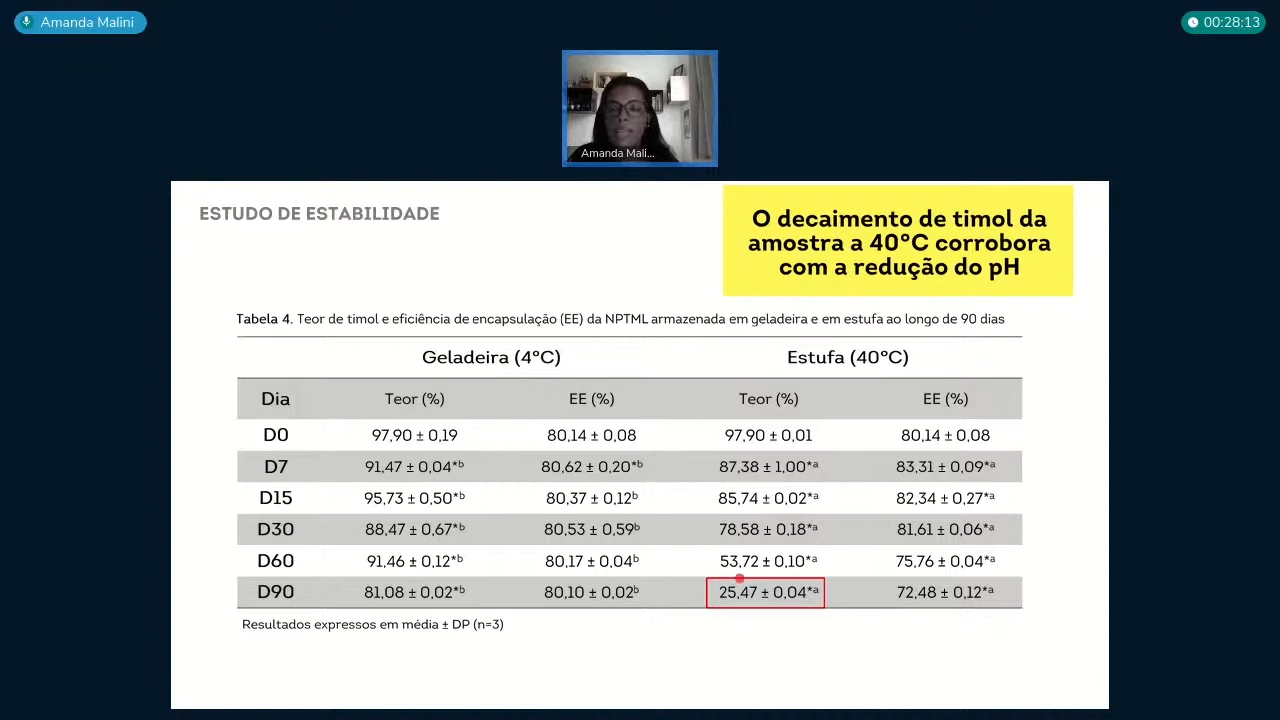 Amanda Malini
00:28:13
Amanda Mali...
ESTUDO DE ESTABILIDADE
O decaimento de timol da
amostra a 40°C corrobora
com a redução do pH
Tabela 4. Teor de timol e eficiência de encapsulação (EE) da NPTML armazenada em geladeira e em estufa ao longo de 90 dias
Geladeira (4°C) Estufa (40°C)
Dia Teor (%) EE (%) Teor (%) EE (%)
D0 97,90 ± 0,19 80,14 ± 0,08 97,90 ± 0,01 80,14 ± 0,08
D7 91,47 ± 0,04*ᵇ 80,62 ± 0,20*ᵇ 87,38 ± 1,00*ᵃ 83,31 ± 0,09*ᵃ
D15 95,73 ± 0,50*ᵇ 80,37 ± 0,12ᵇ 85,74 ± 0,02*ᵃ 82,34 ± 0,27*ᵃ
D30 88,47 ± 0,67*ᵇ 80,53 ± 0,59ᵇ 78,58 ± 0,18*ᵃ 81,61 ± 0,06*ᵃ
D60 91,46 ± 0,12*ᵇ 80,17 ± 0,04ᵇ 53,72 ± 0,10*ᵃ 75,76 ± 0,04*ᵃ
D90 81,08 ± 0,02*ᵇ 80,10 ± 0,02ᵇ 25,47 ± 0,04*ᵃ 72,48 ± 0,12*ᵃ
Resultados expressos em média ± DP (n=3)